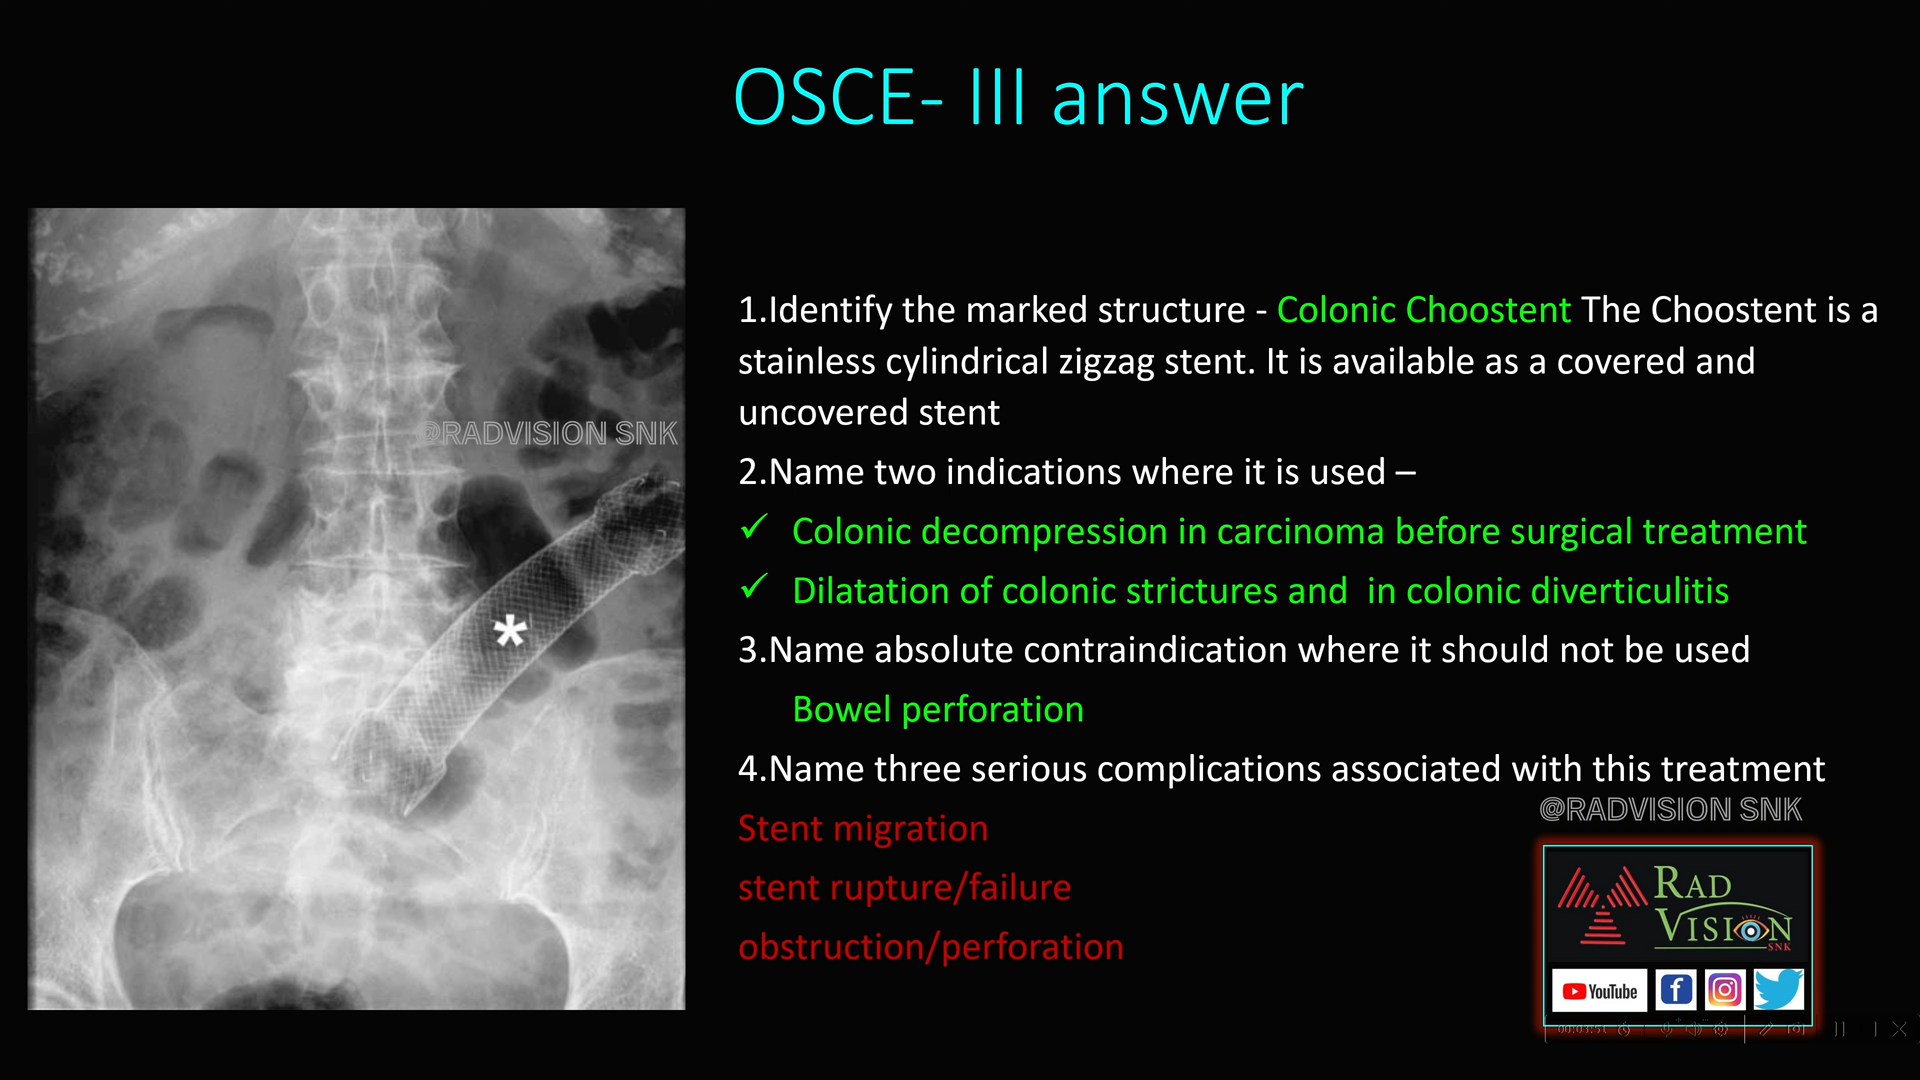 OSCE- III answer
1.Identify the marked structure - Colonic Choostent The Choostent is a
stainless cylindrical zigzag stent. It is available as a covered and
uncovered stent
@RADVISION SNK
2.Name two indications where it is used –
✓ Colonic decompression in carcinoma before surgical treatment
✓ Dilatation of colonic strictures and  in colonic diverticulitis
*
3.Name absolute contraindication where it should not be used
Bowel perforation
4.Name three serious complications associated with this treatment
@RADVISION SNK
Stent migration
stent rupture/failure
obstruction/perforation
RAD
VISION
SNK
YouTube
00:03:51